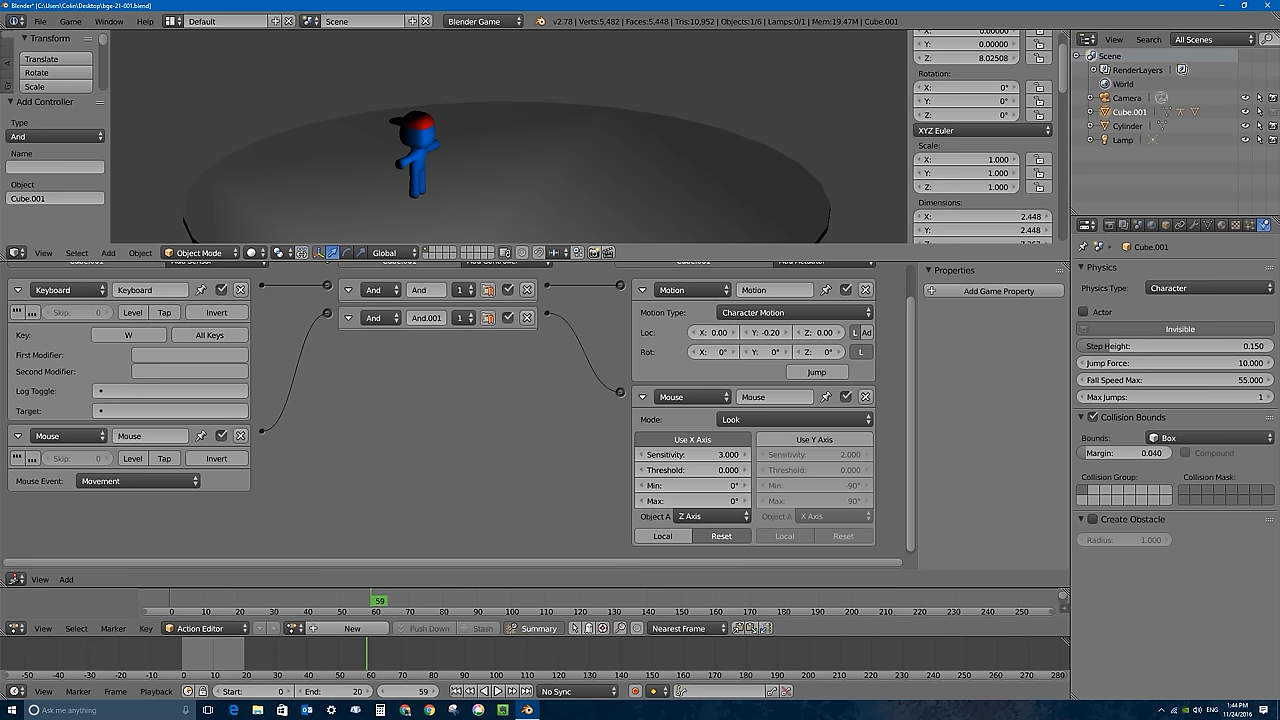 Blender* [C:\Users\Colin\Desktop\bge-21-001.blend]
File Game Window Help Default Scene Blender Game v2.78 | Verts:5,482 | Faces:5,448 | Tris:10,952 | Objects:1/6 | Lamps:0/1 | Mem:19.47M | Cube.001
Transform
Translate
Rotate
Scale
Add Controller
Type
And
Name
Object
Cube.001
Y: 0.00000
Z: 8.02508
Rotation:
X: 0°
Y: 0°
Z: 0°
XYZ Euler
Scale:
X: 1.000
Y: 1.000
Z: 1.000
Dimensions:
X: 2.448
Y: 2.448
View Search All Scenes
Scene
RenderLayers
World
Camera
Cube.001
Cylinder
Lamp
View Select Add Object Object Mode Global
Keyboard Keyboard
Skip: 0 Level Tap Invert
Key: W All Keys
First Modifier:
Second Modifier:
Log Toggle:
Target:
Mouse Mouse
Skip: 0 Level Tap Invert
Mouse Event: Movement
And And 1
And And.001 1
Motion Motion
Motion Type: Character Motion
Loc: X: 0.00 Y: -0.20 Z: 0.00 L Ad
Rot: X: 0° Y: 0° Z: 0° L
Jump
Mouse Mouse
Mode: Look
Use X Axis Use Y Axis
Sensitivity: 3.000 Sensitivity: 2.000
Threshold: 0.000 Threshold: 0.000
Min: 0° Min: -90°
Max: 0° Max: 90°
Object A Z Axis Object A X Axis
Local Reset Local Reset
Properties
Add Game Property
Cube.001
Physics
Physics Type: Character
Actor
Invisible
Step Height: 0.150
Jump Force: 10.000
Fall Speed Max: 55.000
Max Jumps: 1
Collision Bounds
Bounds: Box
Margin: 0.040 Compound
Collision Group: Collision Mask:
Create Obstacle
Radius: 1.000
View Add
59
0 10 20 30 40 50 60 70 80 90 100 110 120 130 140 150 160 170 180 190 200 210 220 230 240 250
View Select Marker Key Action Editor New Push Down Stash Summary Nearest Frame
-50 -40 -30 -20 -10 0 10 20 30 40 50 60 70 80 90 100 110 120 130 140 150 160 170 180 190 200 210 220 230 240 250 260 270 280
View Marker Frame Playback Start: 0 End: 20 59 No Sync
Ask me anything
ENG
1:44 PM
11/24/2016